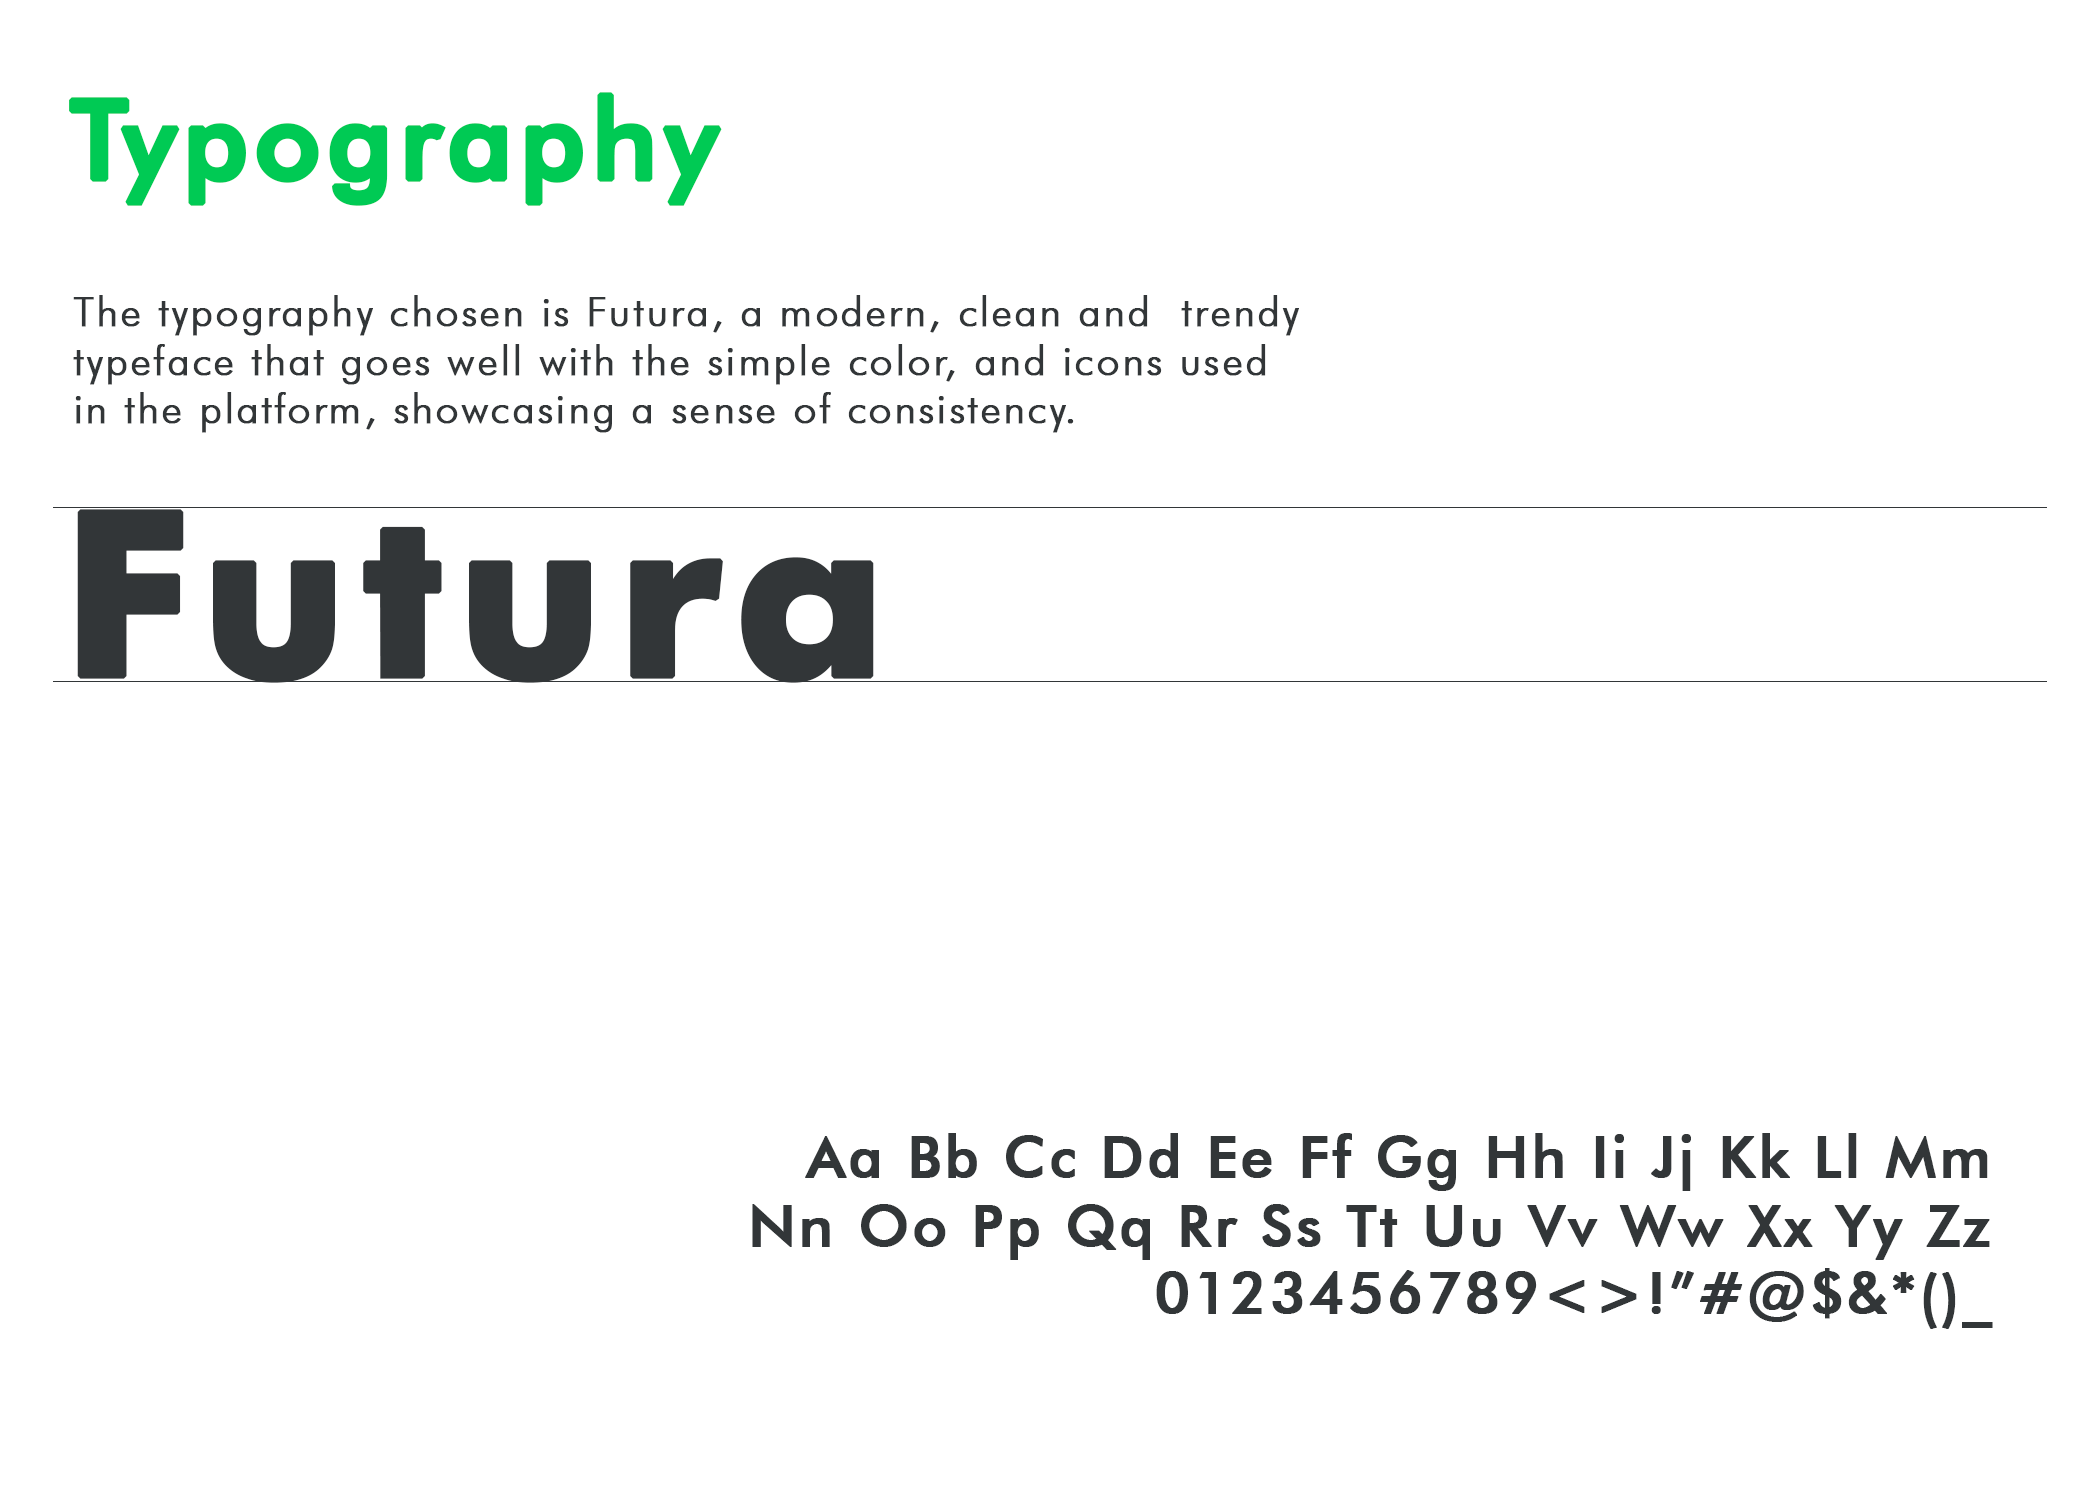 Typography
The typography chosen is Futura, a modern, clean and  trendy
typeface that goes well with the simple color, and icons used
in the platform, showcasing a sense of consistency.
Futura
Aa Bb Cc Dd Ee Ff Gg Hh Ii Jj Kk Ll Mm
Nn Oo Pp Qq Rr Ss Tt Uu Vv Ww Xx Yy Zz
0123456789<>!”#@$&*()_